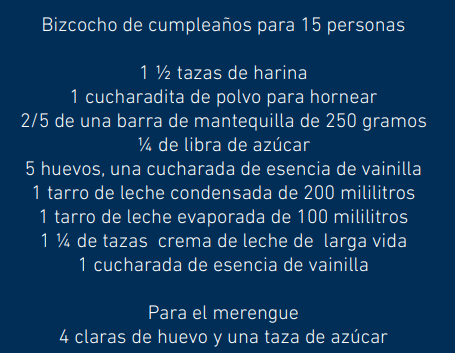 Bizcocho de cumpleaños para 15 personas
1 ½ tazas de harina
1 cucharadita de polvo para hornear
2/5 de una barra de mantequilla de 250 gramos
¼ de libra de azúcar
5 huevos, una cucharada de esencia de vainilla
1 tarro de leche condensada de 200 mililitros
1 tarro de leche evaporada de 100 mililitros
1 ¼ de tazas  crema de leche de  larga vida
1 cucharada de esencia de vainilla
Para el merengue
4 claras de huevo y una taza de azúcar